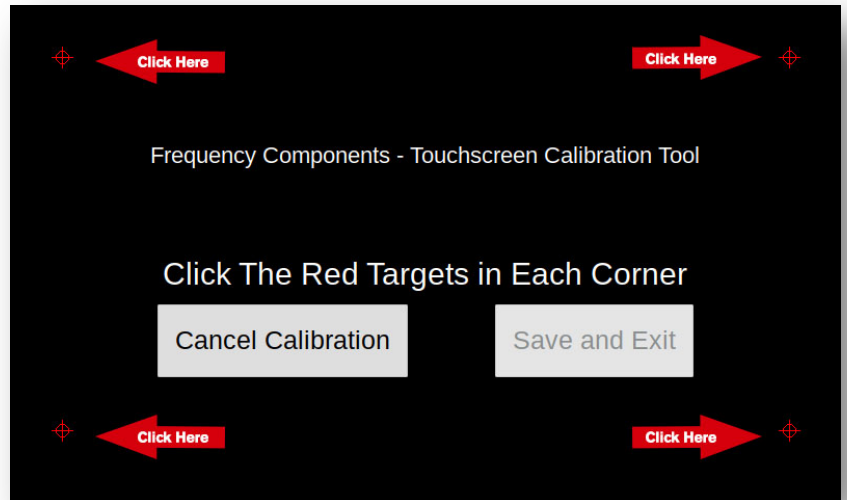 Click Here
Click Here
Frequency Components - Touchscreen Calibration Tool
Click The Red Targets in Each Corner
Cancel Calibration
Save and Exit
Click Here
Click Here